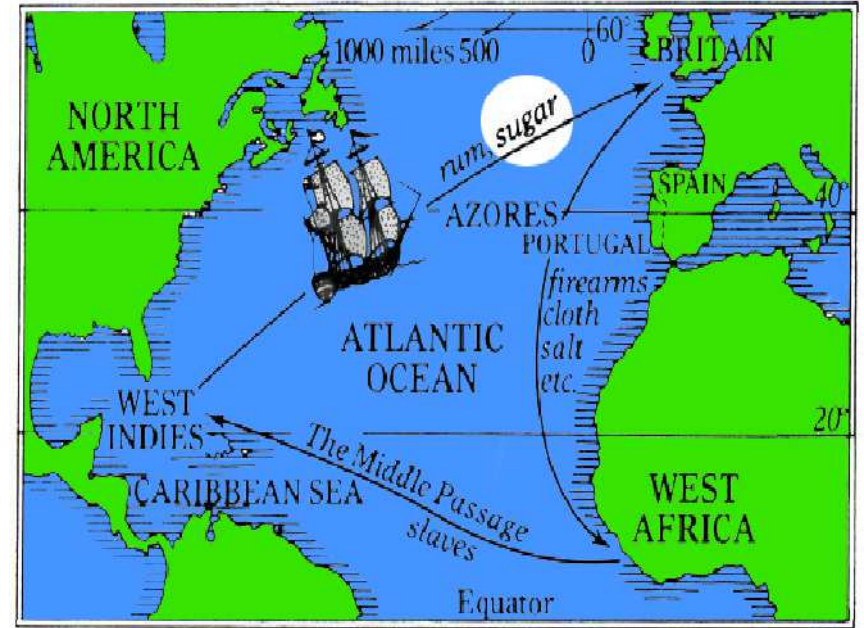 1000 miles 500 0
60°
BRITAIN
NORTH
AMERICA
rum, sugar
SPAIN
40°
AZORES
PORTUGAL
firearms
cloth
salt
etc.
ATLANTIC
OCEAN
WEST
INDIES
20°
The Middle Passage
slaves
CARIBBEAN SEA
WEST
AFRICA
Equator